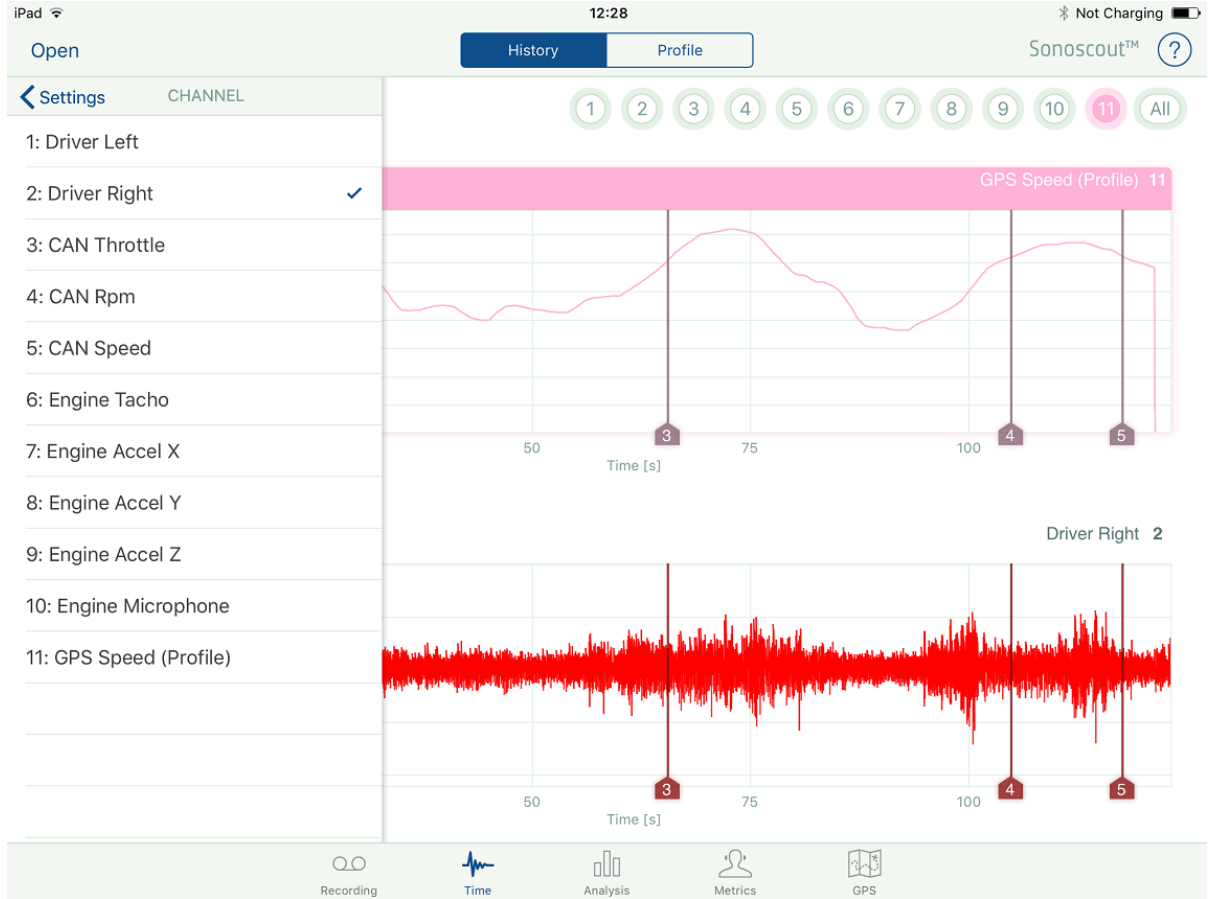 iPad 12:28 Not Charging
Open History Profile Sonoscout™ ?
Settings CHANNEL
1 2 3 4 5 6 7 8 9 10 11 All
1: Driver Left
2: Driver Right
3: CAN Throttle
4: CAN Rpm
5: CAN Speed
6: Engine Tacho
7: Engine Accel X
8: Engine Accel Y
9: Engine Accel Z
10: Engine Microphone
11: GPS Speed (Profile)
GPS Speed (Profile) 11
3 4 5
50 75 100
Time [s]
Driver Right 2
3 4 5
50 75 100
Time [s]
Recording Time Analysis Metrics GPS